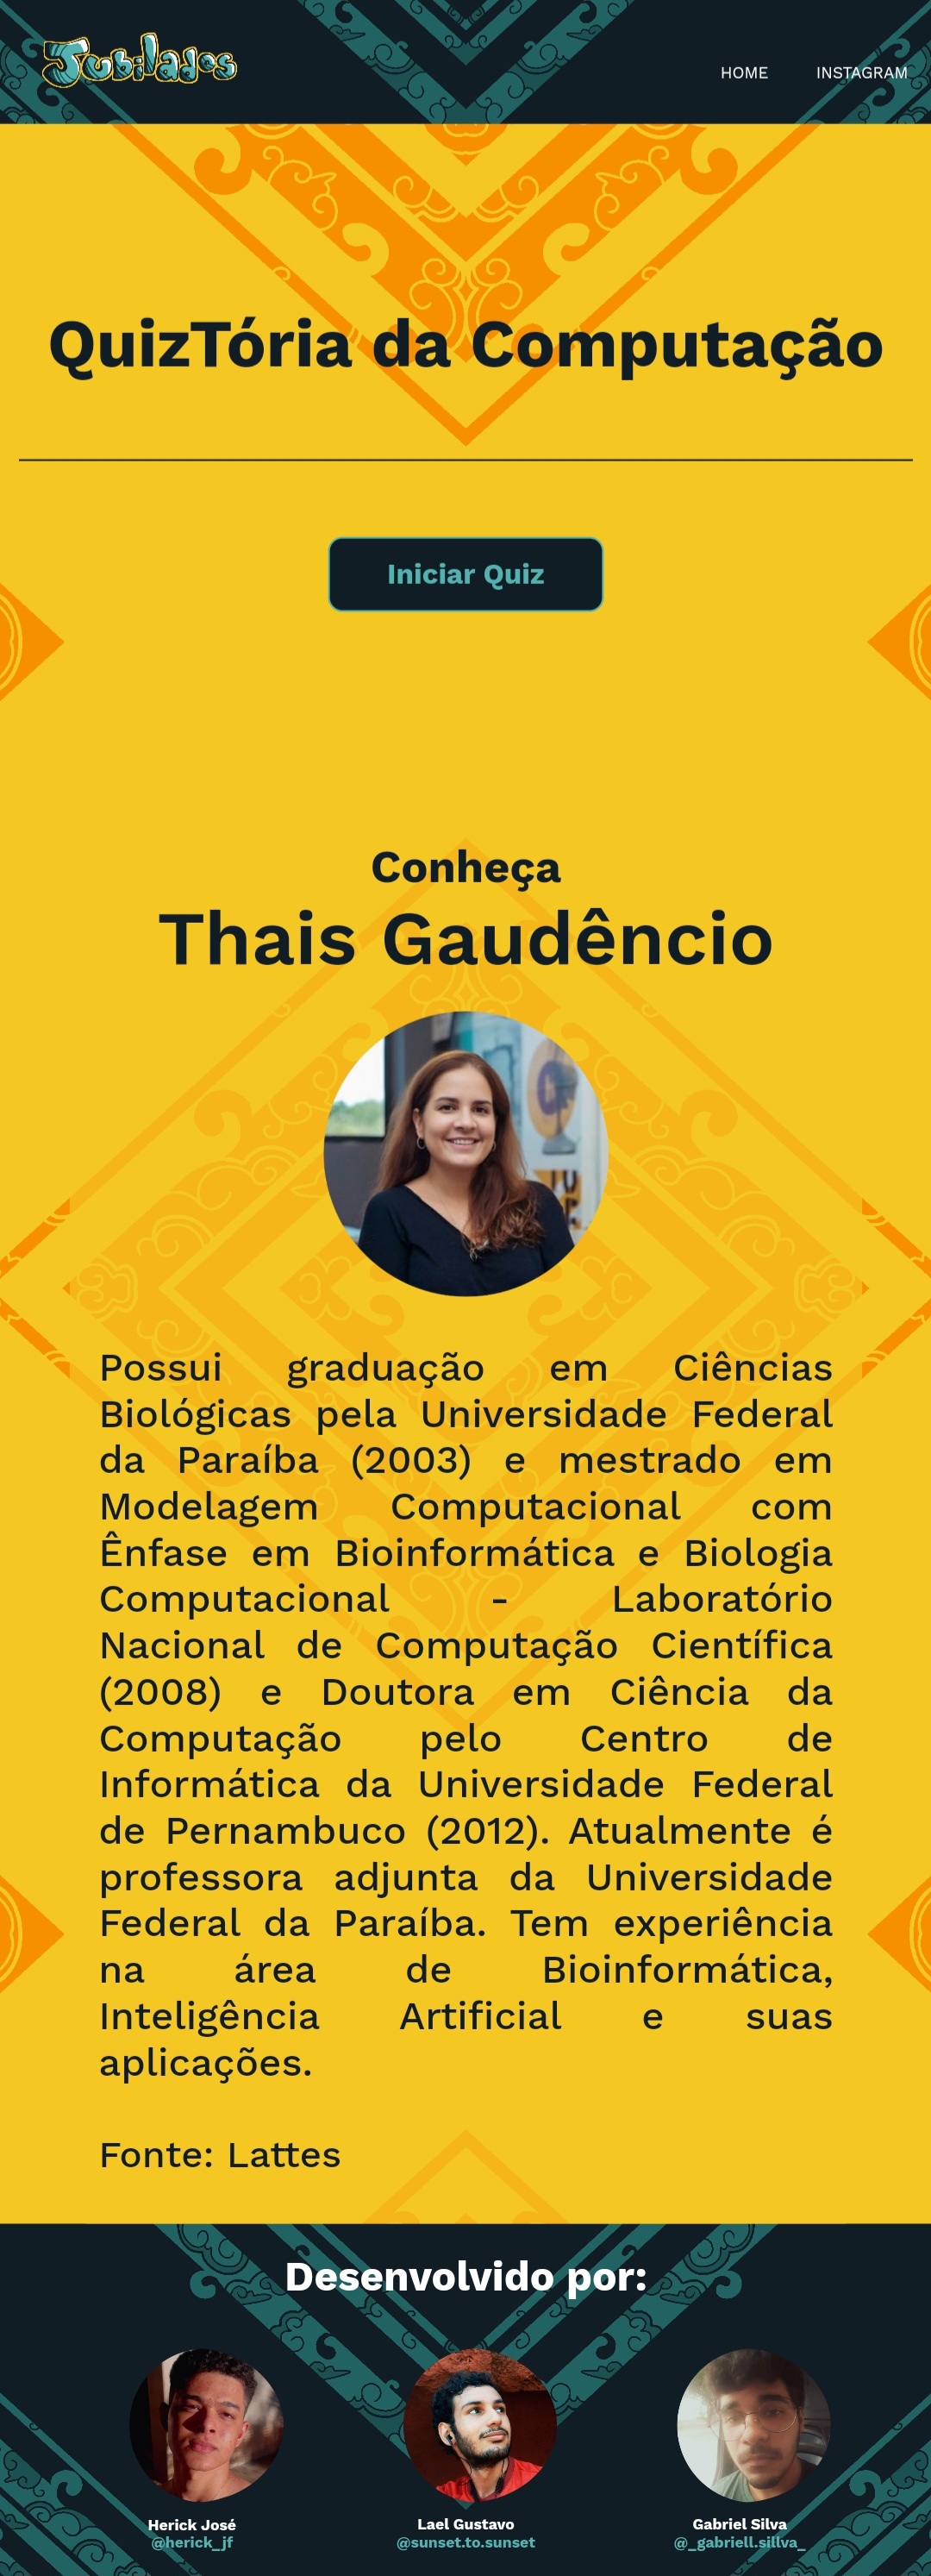 Jubilados
HOME INSTAGRAM
QuizTória da Computação
Iniciar Quiz
Conheça
Thais Gaudêncio
Possui graduação em Ciências
Biológicas pela Universidade Federal
da Paraíba (2003) e mestrado em
Modelagem Computacional com
Ênfase em Bioinformática e Biologia
Computacional - Laboratório
Nacional de Computação Científica
(2008) e Doutora em Ciência da
Computação pelo Centro de
Informática da Universidade Federal
de Pernambuco (2012). Atualmente é
professora adjunta da Universidade
Federal da Paraíba. Tem experiência
na área de Bioinformática,
Inteligência Artificial e suas
aplicações.
Fonte: Lattes
Desenvolvido por:
Herick José
@herick_jf
Lael Gustavo
@sunset.to.sunset
Gabriel Silva
@_gabriell.sillva_